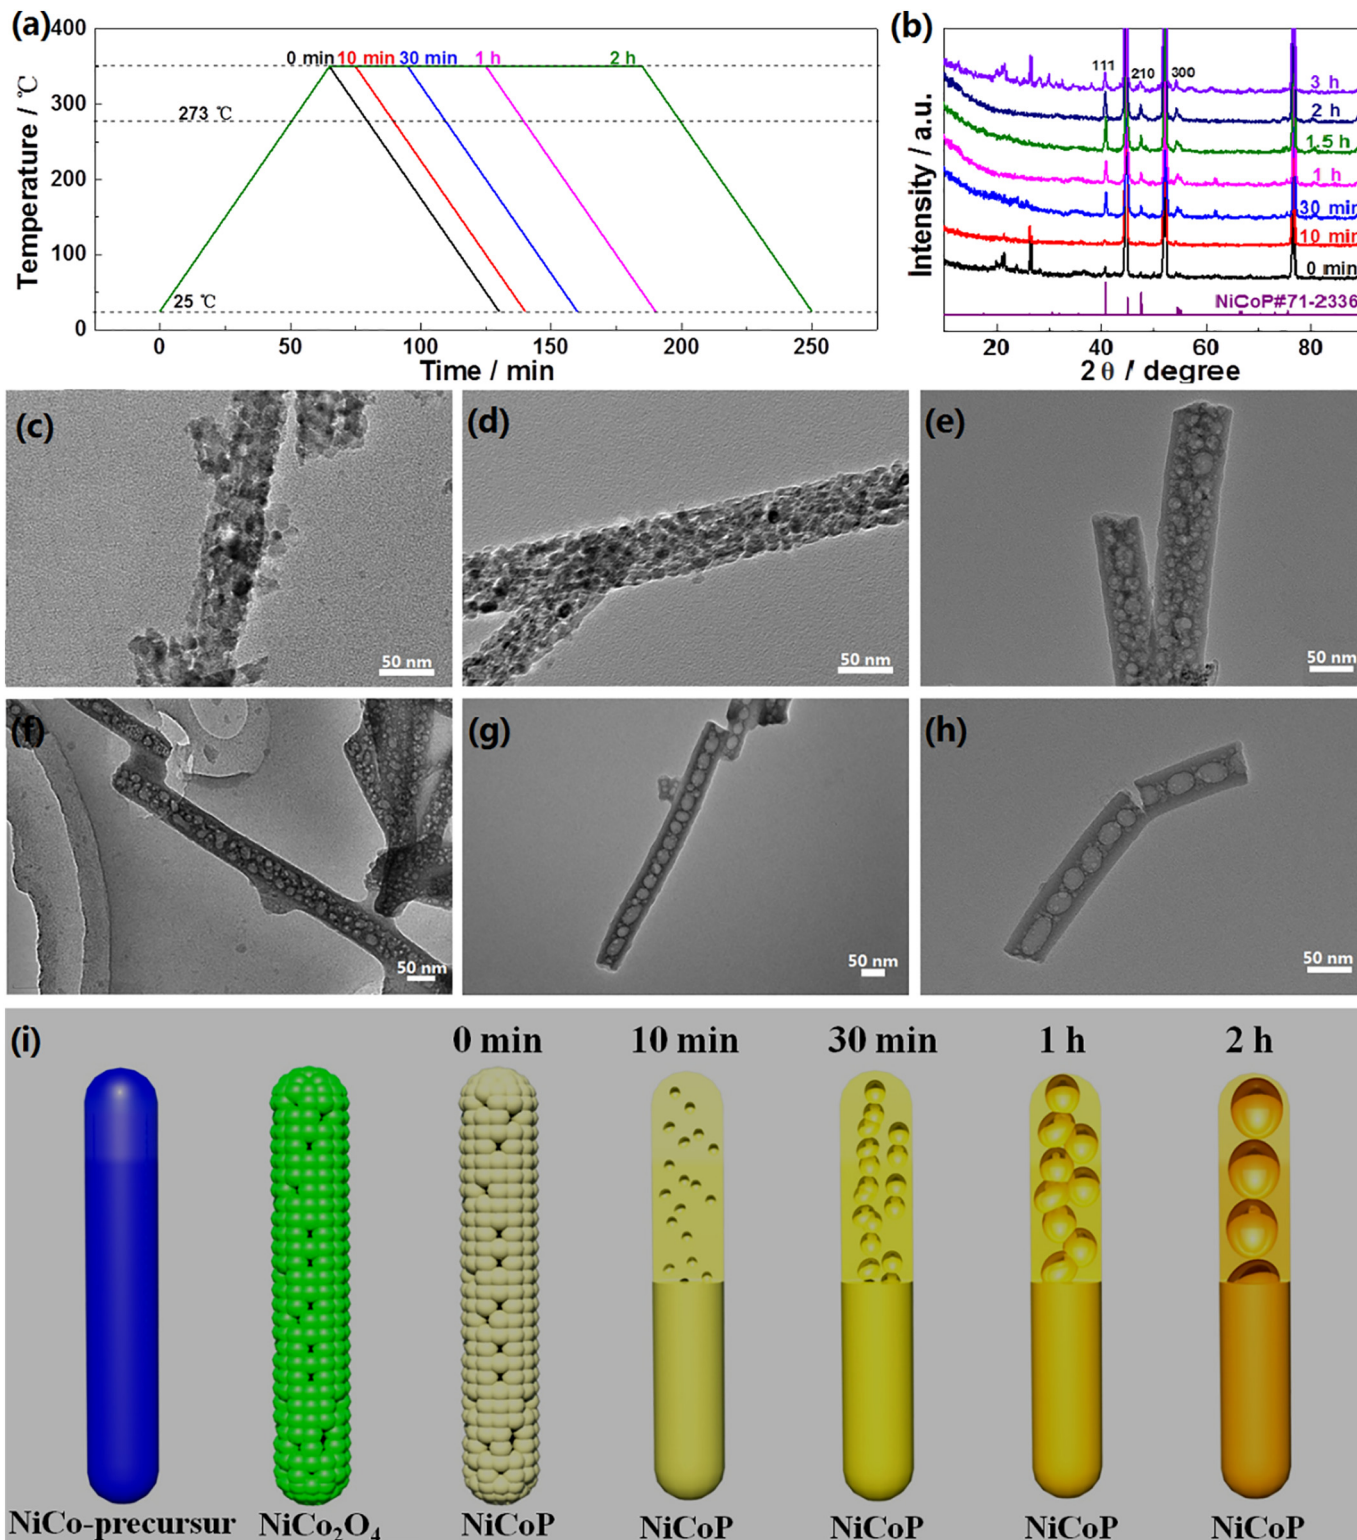 (a)
400
300
200
100
0
Temperature / ℃
0 min
10 min
30 min
1 h
2 h
273 ℃
25 ℃
0
50
100
150
200
250
Time / min
(b)
Intensity / a.u.
111
210
300
3 h
2 h
1.5 h
1 h
30 min
10 min
0 min
NiCoP#71-2336
20
40
60
80
2θ / degree
(c)
50 nm
(d)
50 nm
(e)
50 nm
(f)
50 nm
(g)
50 nm
(h)
50 nm
(i)
0 min
10 min
30 min
1 h
2 h
NiCo-precursur
NiCo₂O₄
NiCoP
NiCoP
NiCoP
NiCoP
NiCoP